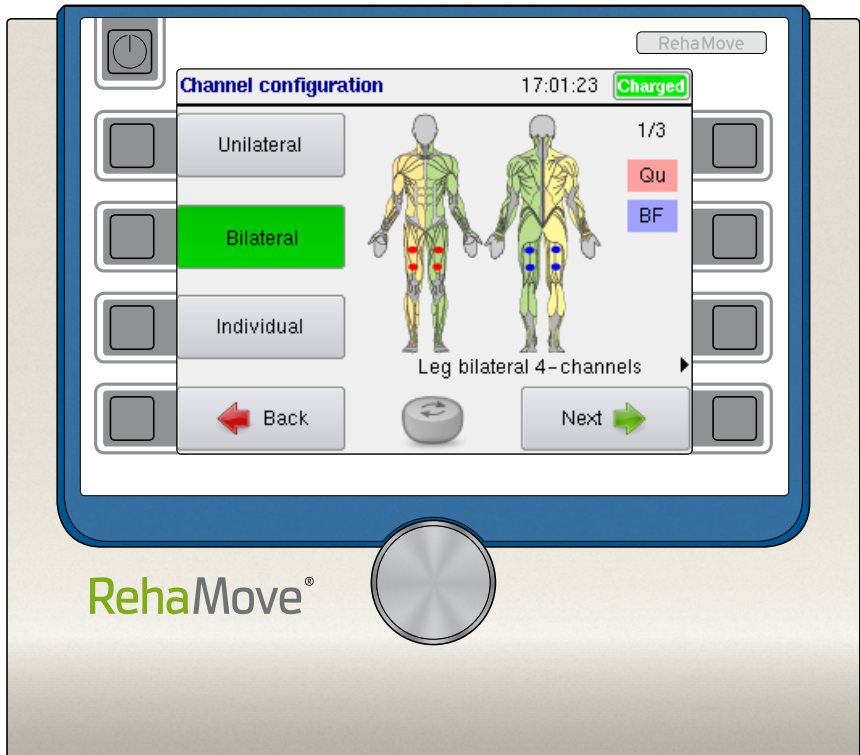 RehaMove
Channel configuration 17:01:23 Charged
Unilateral
1/3
Qu
BF
Bilateral
Individual
Leg bilateral 4-channels
Back
Next
RehaMove®